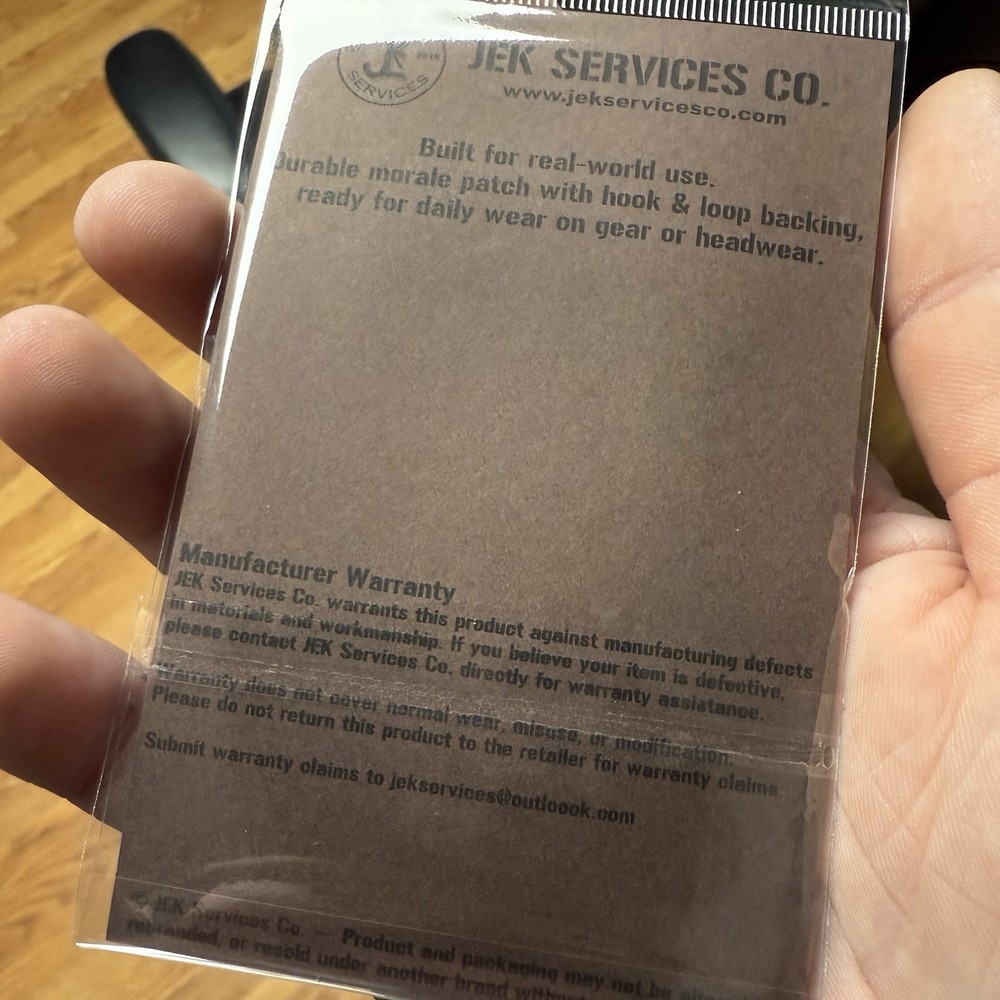 JEK
2016
SERVICES
JEK SERVICES CO.
www.jekservicesco.com
Built for real-world use.
Durable morale patch with hook & loop backing,
ready for daily wear on gear or headwear.
Manufacturer Warranty
JEK Services Co. warrants this product against manufacturing defects
in materials and workmanship. If you believe your item is defective,
please contact JEK Services Co. directly for warranty assistance.
Warranty does not cover normal wear, misuse, or modification.
Please do not return this product to the retailer for warranty claims.
Submit warranty claims to jekservices@outloook.com
© JEK Services Co. — Product and packaging may not be
rebranded, or resold under another brand